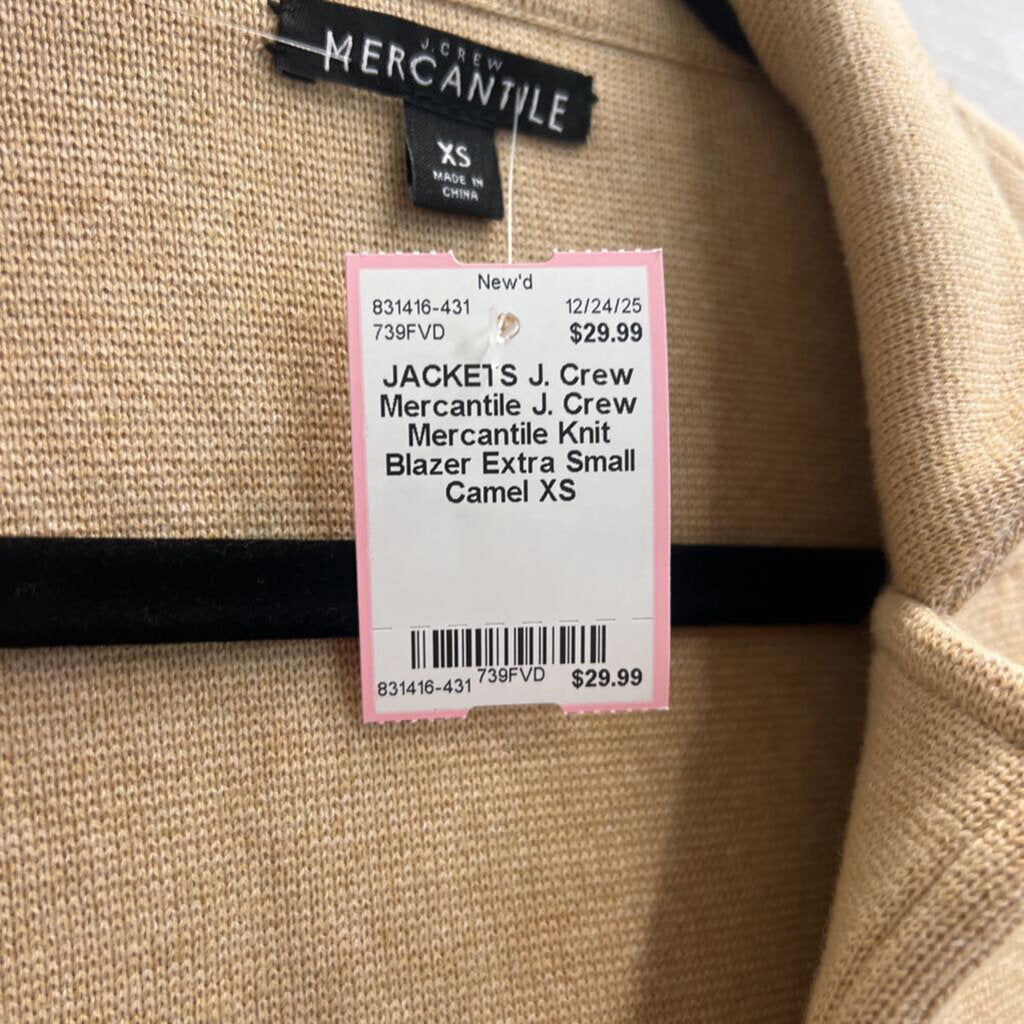 J.CREW
MERCANTILE
XS
MADE IN
CHINA
New'd
831416-431 12/24/25
739FVD $29.99
JACKETS J. Crew
Mercantile J. Crew
Mercantile Knit
Blazer Extra Small
Camel XS
831416-431 739FVD $29.99